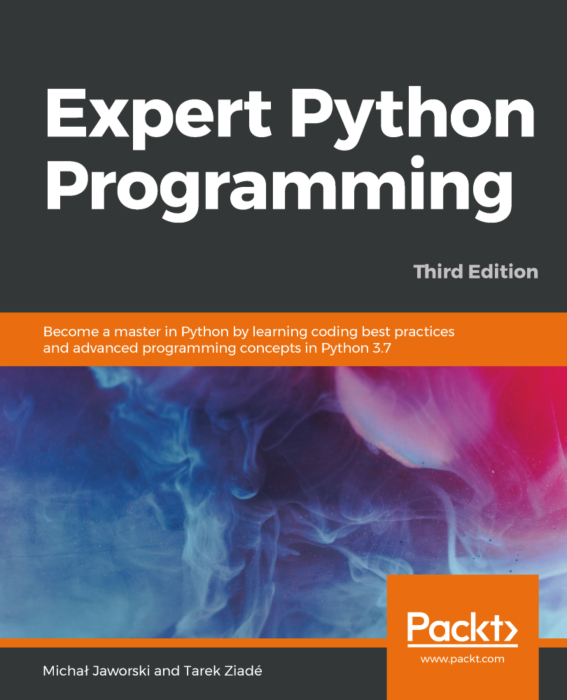 Expert Python
Programming
Third Edition
Become a master in Python by learning coding best practices
and advanced programming concepts in Python 3.7
Packt>
www.packt.com
Michał Jaworski and Tarek Ziadé